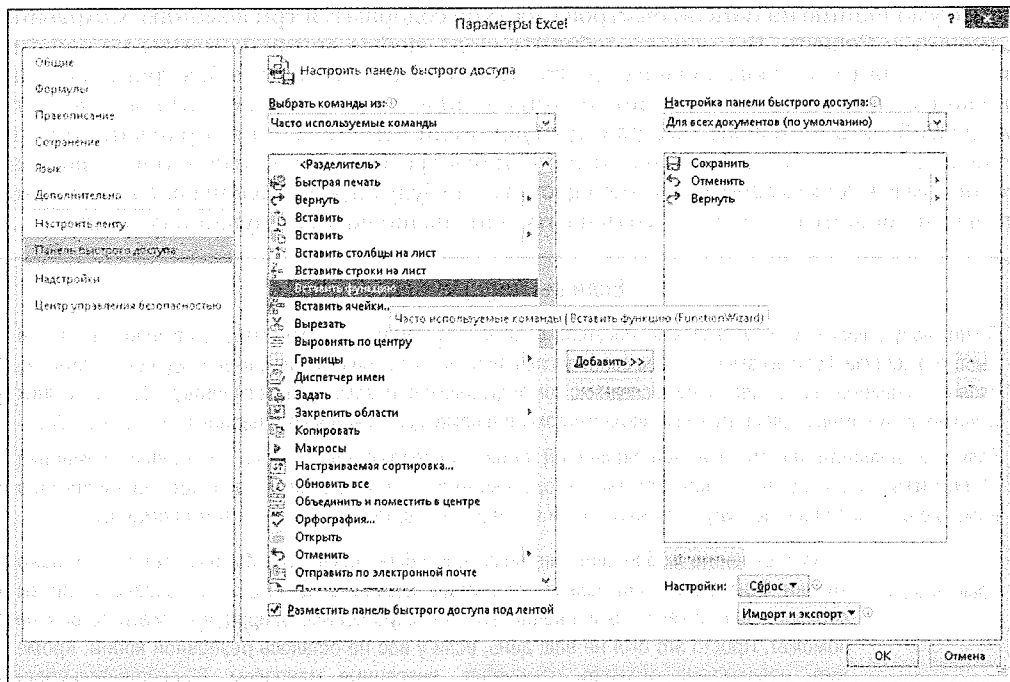 Параметры Excel
?
Общие
Формулы
Правописание
Сохранение
Язык
Дополнительно
Настроить ленту
Панель быстрого доступа
Надстройки
Центр управления безопасностью
Настроить панель быстрого доступа
Выбрать команды из:
Часто используемые команды
<Разделитель>
Быстрая печать
Вернуть
Вставить
Вставить
Вставить столбцы на лист
Вставить строки на лист
Вставить функцию
Вставить ячейки...
Часто используемые команды | Вставить функцию (FunctionWizard)
Вырезать
Выровнять по центру
Границы
Диспетчер имен
Задать
Закрепить области
Копировать
Макросы
Настраиваемая сортировка...
Обновить все
Объединить и поместить в центре
Орфография...
Открыть
Отменить
Отправить по электронной почте
Разместить панель быстрого доступа под лентой
Добавить >>
Настройка панели быстрого доступа:
Для всех документов (по умолчанию)
Сохранить
Отменить
Вернуть
Настройки:
Сброс
Импорт и экспорт
ОК
Отмена